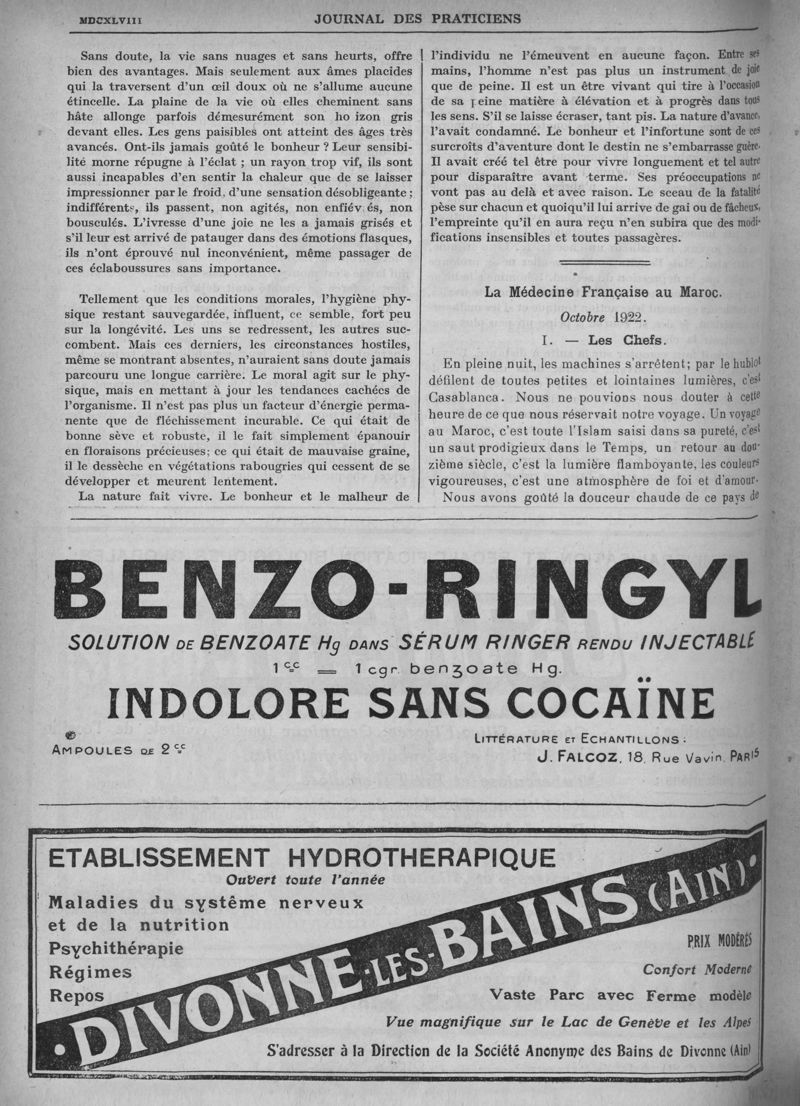 MDCXLVIII
JOURNAL DES PRATICIENS
Sans doute, la vie sans nuages et sans heurts, offre
bien des avantages. Mais seulement aux âmes placides
qui la traversent d'un œil doux où ne s'allume aucune
étincelle. La plaine de la vie où elles cheminent sans
hâte allonge parfois démesurément son ho izon gris
devant elles. Les gens paisibles ont atteint des âges très
avancés. Ont-ils jamais goûté le bonheur ? Leur sensibi-
lité morne répugne à l'éclat ; un rayon trop vif, ils sont
aussi incapables d'en sentir la chaleur que de se laisser
impressionner par le froid, d'une sensation désobligeante ;
indifférents, ils passent, non agités, non enfiév és, non
bousculés. L'ivresse d'une joie ne les a jamais grisés et
s'il leur est arrivé de patauger dans des émotions flasques,
ils n'ont éprouvé nul inconvénient, même passager de
ces éclaboussures sans importance.
Tellement que les conditions morales, l'hygiène phy-
sique restant sauvegardée, influent, ce semble, fort peu
sur la longévité. Les uns se redressent, les autres suc-
combent. Mais ces derniers, les circonstances hostiles,
même se montrant absentes, n'auraient sans doute jamais
parcouru une longue carrière. Le moral agit sur le phy-
sique, mais en mettant à jour les tendances cachées de
l'organisme. Il n'est pas plus un facteur d'énergie perma-
nente que de fléchissement incurable. Ce qui était de
bonne sève et robuste, il le fait simplement épanouir
en floraisons précieuses; ce qui était de mauvaise graine,
il le dessèche en végétations rabougries qui cessent de se
développer et meurent lentement.
La nature fait vivre. Le bonheur et le malheur de
l'individu ne l'émeuvent en aucune façon. Entre ses
mains, l'homme n'est pas plus un instrument de joie
que de peine. Il est un être vivant qui tire à l'occasion
de sa peine matière à élévation et à progrès dans tous
les sens. S'il se laisse écraser, tant pis. La nature d'avance,
l'avait condamné. Le bonheur et l'infortune sont de ces
surcroîts d'aventure dont le destin ne s'embarrasse guère.
Il avait créé tel être pour vivre longuement et tel autre
pour disparaître avant terme. Ses préoccupations ne
vont pas au delà et avec raison. Le sceau de la fatalité
pèse sur chacun et quoiqu'il lui arrive de gai ou de fâcheux,
l'empreinte qu'il en aura reçu n'en subira que des modi-
fications insensibles et toutes passagères.
La Médecine Française au Maroc.
Octobre 1922.
I. — Les Chefs.
En pleine nuit, les machines s'arrêtent; par le hublot
défilent de toutes petites et lointaines lumières, c'est
Casablanca. Nous ne pouvions nous douter à cette
heure de ce que nous réservait notre voyage. Un voyage
au Maroc, c'est toute l'Islam saisi dans sa pureté, c'est
un saut prodigieux dans le Temps, un retour au dou-
zième siècle, c'est la lumière flamboyante, les couleurs
vigoureuses, c'est une atmosphère de foi et d'amour.
Nous avons goûté la douceur chaude de ce pays de
BENZO-RINGYL
SOLUTION DE BENZOATE Hg DANS SÉRUM RINGER RENDU INJECTABLE
1 cc = 1 cgr. benzoate Hg.
INDOLORE SANS COCAÏNE
AMPOULES DE 2 cc
LITTÉRATURE ET ECHANTILLONS :
J. FALCOZ, 18, Rue Vavin, PARIS
ETABLISSEMENT HYDROTHERAPIQUE
Ouvert toute l'année
Maladies du système nerveux
et de la nutrition
Psychithérapie
Régimes
Repos
DIVONNE-LES-BAINS (AIN)
PRIX MODÉRÉS
Confort Moderne
Vaste Parc avec Ferme modèle
Vue magnifique sur le Lac de Genève et les Alpes
S'adresser à la Direction de la Société Anonyme des Bains de Divonne (Ain)